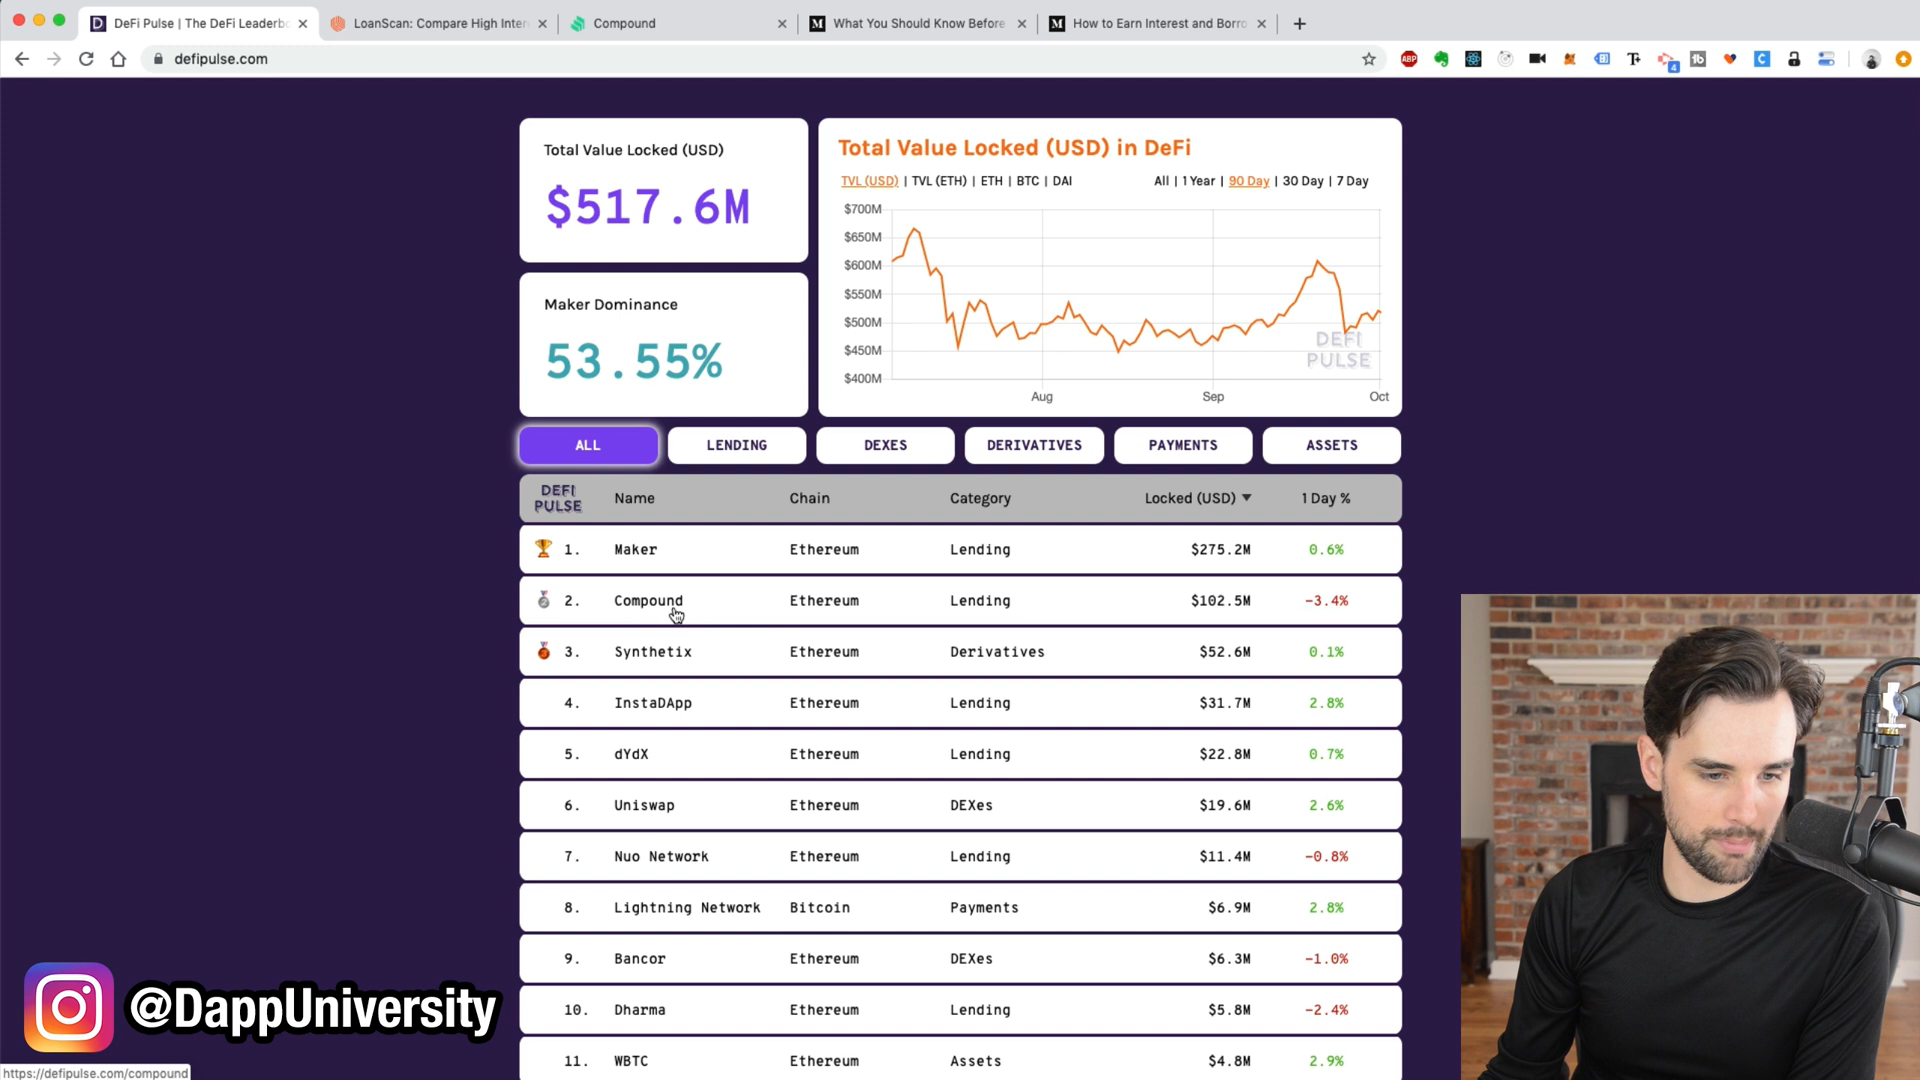 DeFi Pulse | The DeFi Leaderbo
LoanScan: Compare High Inter
Compound
What You Should Know Before
How to Earn Interest and Borro
defipulse.com
Total Value Locked (USD)
$517.6M
Maker Dominance
53.55%
Total Value Locked (USD) in DeFi
TVL (USD) | TVL (ETH) | ETH | BTC | DAI
All | 1 Year | 90 Day | 30 Day | 7 Day
$700M
$650M
$600M
$550M
$500M
$450M
$400M
DEFI
PULSE
Aug Sep Oct
ALL LENDING DEXES DERIVATIVES PAYMENTS ASSETS
DEFI PULSE Name Chain Category Locked (USD) 1 Day %
1. Maker Ethereum Lending $275.2M 0.6%
2. Compound Ethereum Lending $102.5M -3.4%
3. Synthetix Ethereum Derivatives $52.6M 0.1%
4. InstaDApp Ethereum Lending $31.7M 2.8%
5. dYdX Ethereum Lending $22.8M 0.7%
6. Uniswap Ethereum DEXes $19.6M 2.6%
7. Nuo Network Ethereum Lending $11.4M -0.8%
8. Lightning Network Bitcoin Payments $6.9M 2.8%
9. Bancor Ethereum DEXes $6.3M -1.0%
10. Dharma Ethereum Lending $5.8M -2.4%
11. WBTC Ethereum Assets $4.8M 2.9%
@DappUniversity
https://defipulse.com/compound